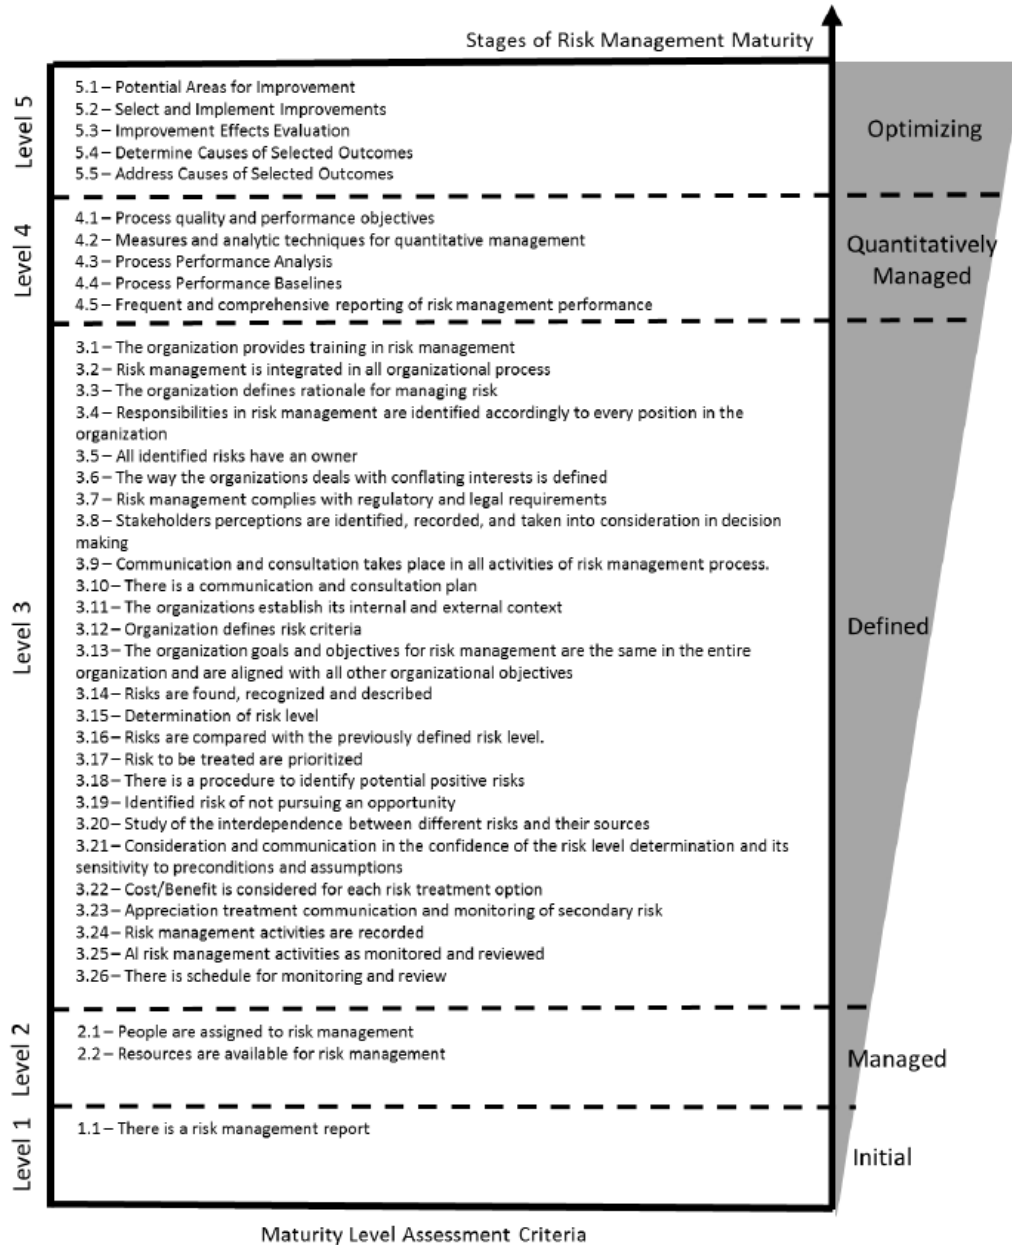 Stages of Risk Management Maturity
Level 5
5.1 – Potential Areas for Improvement
5.2 – Select and Implement Improvements
5.3 – Improvement Effects Evaluation
5.4 – Determine Causes of Selected Outcomes
5.5 – Address Causes of Selected Outcomes
Optimizing
Level 4
4.1 – Process quality and performance objectives
4.2 – Measures and analytic techniques for quantitative management
4.3 – Process Performance Analysis
4.4 – Process Performance Baselines
4.5 – Frequent and comprehensive reporting of risk management performance
Quantitatively
Managed
Level 3
3.1 – The organization provides training in risk management
3.2 – Risk management is integrated in all organizational process
3.3 – The organization defines rationale for managing risk
3.4 – Responsibilities in risk management are identified accordingly to every position in the
organization
3.5 – All identified risks have an owner
3.6 – The way the organizations deals with conflating interests is defined
3.7 – Risk management complies with regulatory and legal requirements
3.8 – Stakeholders perceptions are identified, recorded, and taken into consideration in decision
making
3.9 – Communication and consultation takes place in all activities of risk management process.
3.10 – There is a communication and consultation plan
3.11 – The organizations establish its internal and external context
3.12 – Organization defines risk criteria
3.13 – The organization goals and objectives for risk management are the same in the entire
organization and are aligned with all other organizational objectives
3.14 – Risks are found, recognized and described
3.15 – Determination of risk level
3.16 – Risks are compared with the previously defined risk level.
3.17 – Risk to be treated are prioritized
3.18 – There is a procedure to identify potential positive risks
3.19 – Identified risk of not pursuing an opportunity
3.20 – Study of the interdependence between different risks and their sources
3.21 – Consideration and communication in the confidence of the risk level determination and its
sensitivity to preconditions and assumptions
3.22 – Cost/Benefit is considered for each risk treatment option
3.23 – Appreciation treatment communication and monitoring of secondary risk
3.24 – Risk management activities are recorded
3.25 – Al risk management activities as monitored and reviewed
3.26 – There is schedule for monitoring and review
Defined
Level 2
2.1 – People are assigned to risk management
2.2 – Resources are available for risk management
Managed
Level 1
1.1 – There is a risk management report
Initial
Maturity Level Assessment Criteria